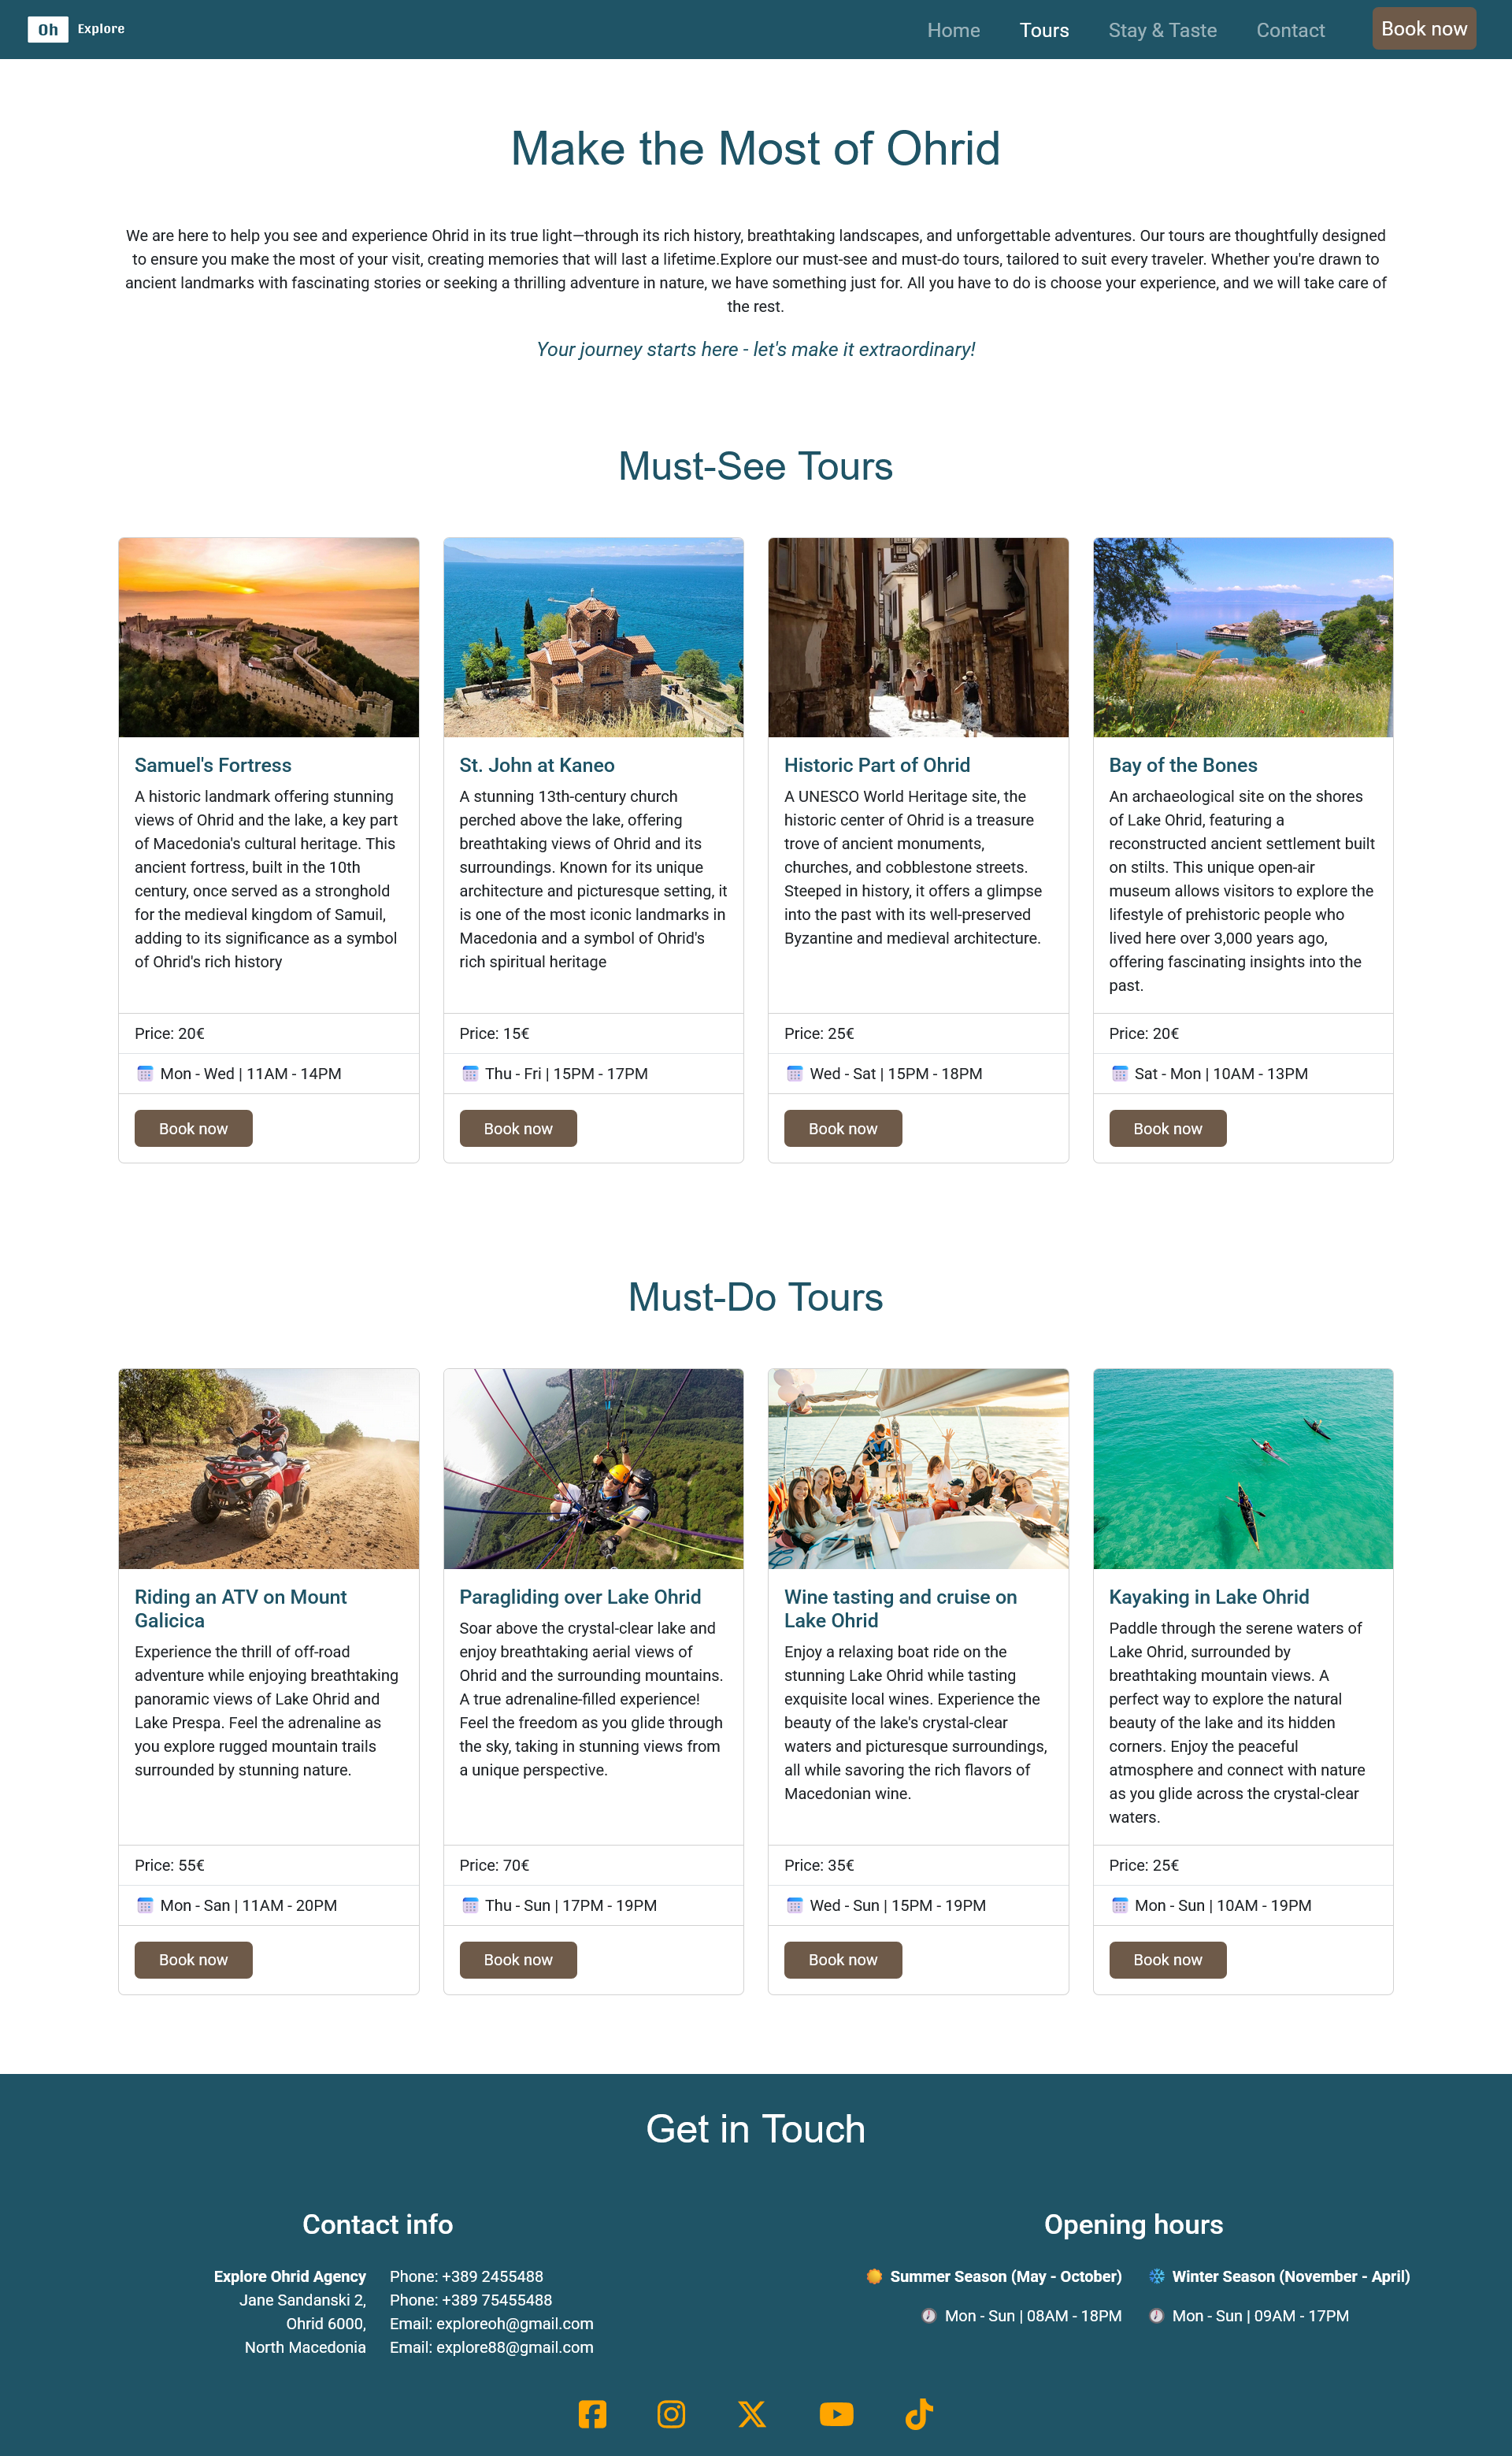 Oh Explore
Home Tours Stay & Taste Contact Book now
Make the Most of Ohrid
We are here to help you see and experience Ohrid in its true light—through its rich history, breathtaking landscapes, and unforgettable adventures. Our tours are thoughtfully designed
to ensure you make the most of your visit, creating memories that will last a lifetime.Explore our must-see and must-do tours, tailored to suit every traveler. Whether you're drawn to
ancient landmarks with fascinating stories or seeking a thrilling adventure in nature, we have something just for. All you have to do is choose your experience, and we will take care of
the rest.
Your journey starts here - let's make it extraordinary!
Must-See Tours
Samuel's Fortress
A historic landmark offering stunning
views of Ohrid and the lake, a key part
of Macedonia's cultural heritage. This
ancient fortress, built in the 10th
century, once served as a stronghold
for the medieval kingdom of Samuil,
adding to its significance as a symbol
of Ohrid's rich history
Price: 20€
Mon - Wed | 11AM - 14PM
Book now
St. John at Kaneo
A stunning 13th-century church
perched above the lake, offering
breathtaking views of Ohrid and its
surroundings. Known for its unique
architecture and picturesque setting, it
is one of the most iconic landmarks in
Macedonia and a symbol of Ohrid's
rich spiritual heritage
Price: 15€
Thu - Fri | 15PM - 17PM
Book now
Historic Part of Ohrid
A UNESCO World Heritage site, the
historic center of Ohrid is a treasure
trove of ancient monuments,
churches, and cobblestone streets.
Steeped in history, it offers a glimpse
into the past with its well-preserved
Byzantine and medieval architecture.
Price: 25€
Wed - Sat | 15PM - 18PM
Book now
Bay of the Bones
An archaeological site on the shores
of Lake Ohrid, featuring a
reconstructed ancient settlement built
on stilts. This unique open-air
museum allows visitors to explore the
lifestyle of prehistoric people who
lived here over 3,000 years ago,
offering fascinating insights into the
past.
Price: 20€
Sat - Mon | 10AM - 13PM
Book now
Must-Do Tours
Riding an ATV on Mount
Galicica
Experience the thrill of off-road
adventure while enjoying breathtaking
panoramic views of Lake Ohrid and
Lake Prespa. Feel the adrenaline as
you explore rugged mountain trails
surrounded by stunning nature.
Price: 55€
Mon - San | 11AM - 20PM
Book now
Paragliding over Lake Ohrid
Soar above the crystal-clear lake and
enjoy breathtaking aerial views of
Ohrid and the surrounding mountains.
A true adrenaline-filled experience!
Feel the freedom as you glide through
the sky, taking in stunning views from
a unique perspective.
Price: 70€
Thu - Sun | 17PM - 19PM
Book now
Wine tasting and cruise on
Lake Ohrid
Enjoy a relaxing boat ride on the
stunning Lake Ohrid while tasting
exquisite local wines. Experience the
beauty of the lake's crystal-clear
waters and picturesque surroundings,
all while savoring the rich flavors of
Macedonian wine.
Price: 35€
Wed - Sun | 15PM - 19PM
Book now
Kayaking in Lake Ohrid
Paddle through the serene waters of
Lake Ohrid, surrounded by
breathtaking mountain views. A
perfect way to explore the natural
beauty of the lake and its hidden
corners. Enjoy the peaceful
atmosphere and connect with nature
as you glide across the crystal-clear
waters.
Price: 25€
Mon - Sun | 10AM - 19PM
Book now
Get in Touch
Contact info
Explore Ohrid Agency
Jane Sandanski 2,
Ohrid 6000,
North Macedonia
Phone: +389 2455488
Phone: +389 75455488
Email: exploreoh@gmail.com
Email: explore88@gmail.com
Opening hours
Summer Season (May - October)
Mon - Sun | 08AM - 18PM
Winter Season (November - April)
Mon - Sun | 09AM - 17PM